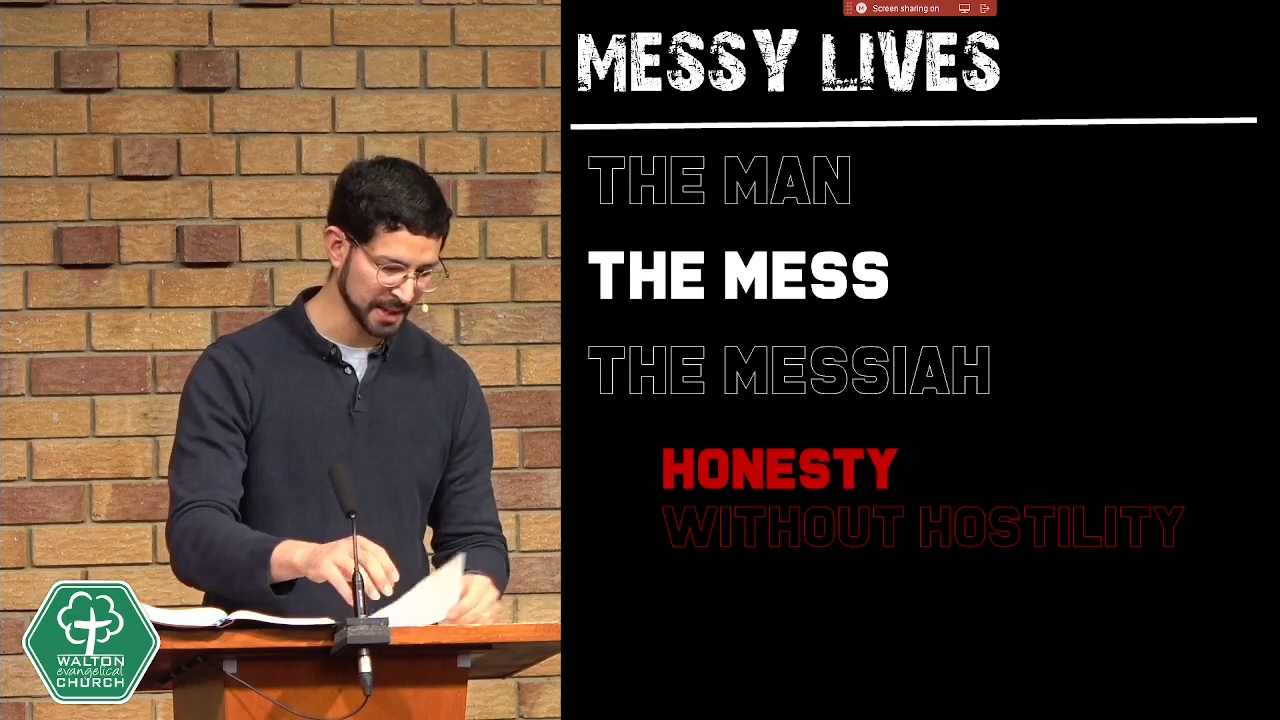 Screen sharing on
MESSY LIVES
THE MAN
THE MESS
THE MESSIAH
HONESTY
WITHOUT HOSTILITY
WALTON
evangelical
CHURCH